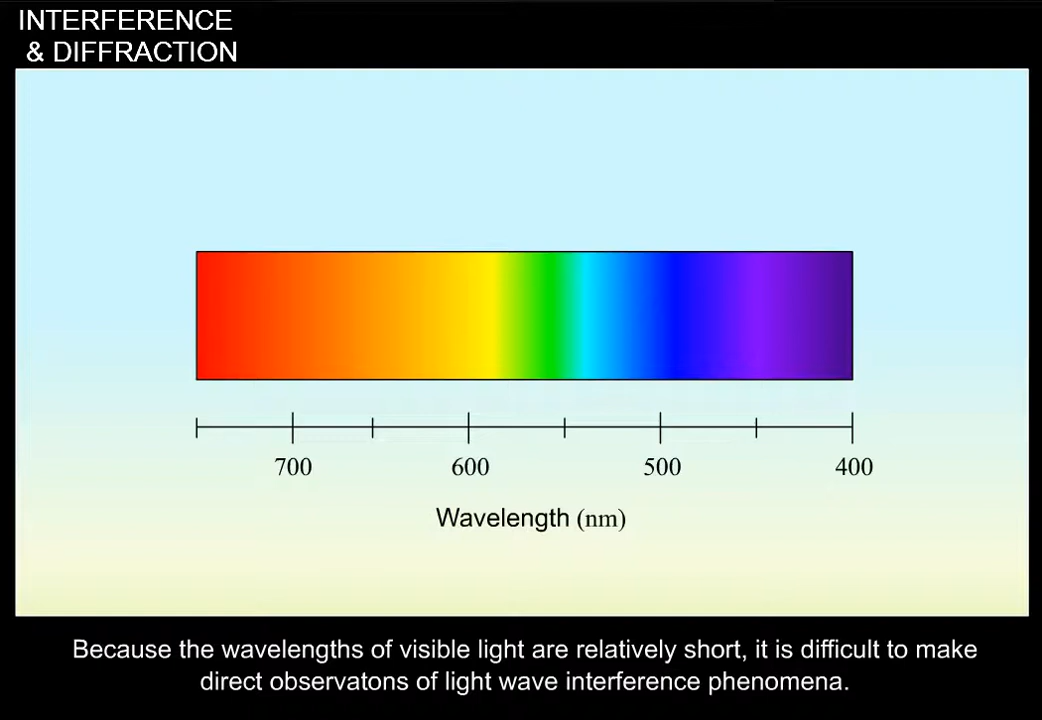 INTERFERENCE
& DIFFRACTION
700 600 500 400
Wavelength (nm)
Because the wavelengths of visible light are relatively short, it is difficult to make
direct observatons of light wave interference phenomena.